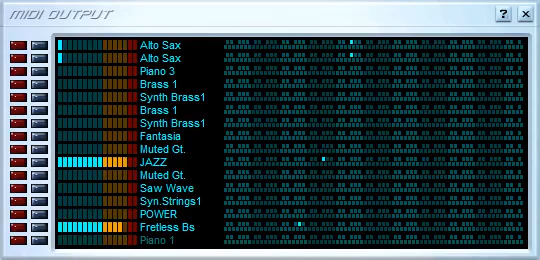 MIDI OUTPUT
? X
Alto Sax
Alto Sax
Piano 3
Brass 1
Synth Brass1
Brass 1
Synth Brass1
Fantasia
Muted Gt.
JAZZ
Muted Gt.
Saw Wave
Syn.Strings1
POWER
Fretless Bs
Piano 1